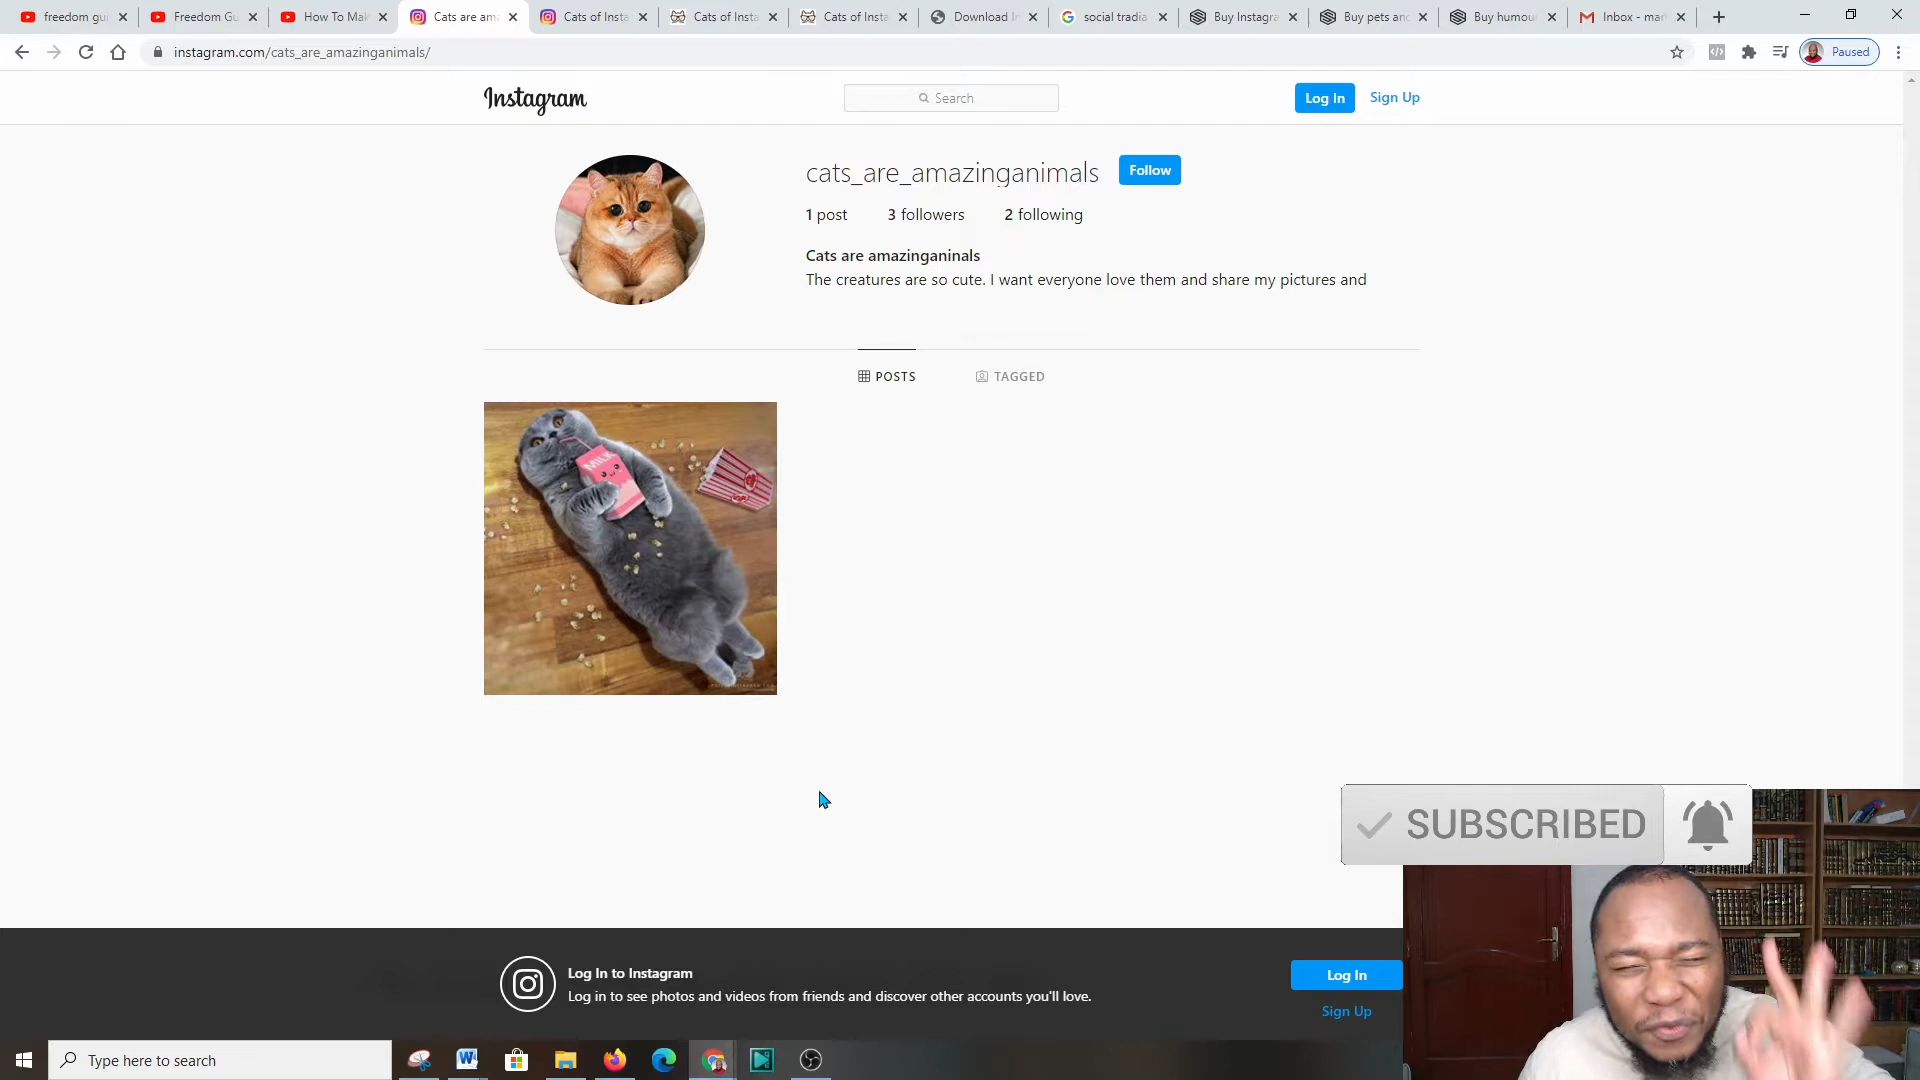 freedom gui
Freedom Gu
How To Mak
Cats are ama
Cats of Insta
Cats of Insta
Cats of Insta
Download In
social tradia
Buy Instagra
Buy pets and
Buy humour
Inbox - mar
instagram.com/cats_are_amazinganimals/
Paused
Instagram
Search
Log In
Sign Up
cats_are_amazinganimals
Follow
1 post
3 followers
2 following
Cats are amazinganinals
The creatures are so cute. I want everyone love them and share my pictures and
POSTS
TAGGED
MILK
SUBSCRIBED
Log In to Instagram
Log in to see photos and videos from friends and discover other accounts you'll love.
Log In
Sign Up
Type here to search